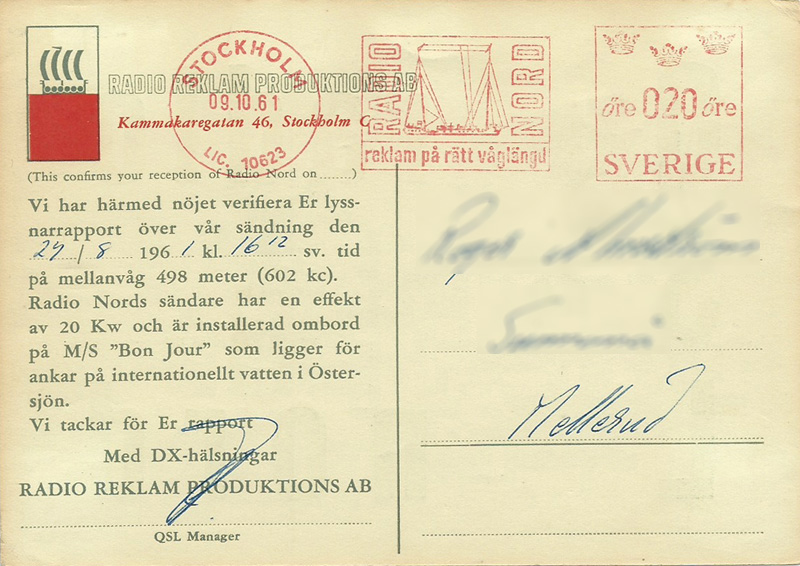 RADIO REKLAM PRODUKTIONS AB
Kammakaregatan 46, Stockholm C
STOCKHOLM
09.10.61
LIC. 10623
RADIO NORD
reklam på rätt våglängd
öre 020 öre
SVERIGE
(This confirms your reception of Radio Nord on ........)
Vi har härmed nöjet verifiera Er lyss-
narrapport över vår sändning den
29/8 1961 kl. 16 12 sv. tid
på mellanvåg 498 meter (602 kc).
Radio Nords sändare har en effekt
av 20 Kw och är installerad ombord
på M/S "Bon Jour" som ligger för
ankar på internationellt vatten i Öster-
sjön.
Vi tackar för Er rapport
Med DX-hälsningar
RADIO REKLAM PRODUKTIONS AB
QSL Manager
Mellerud